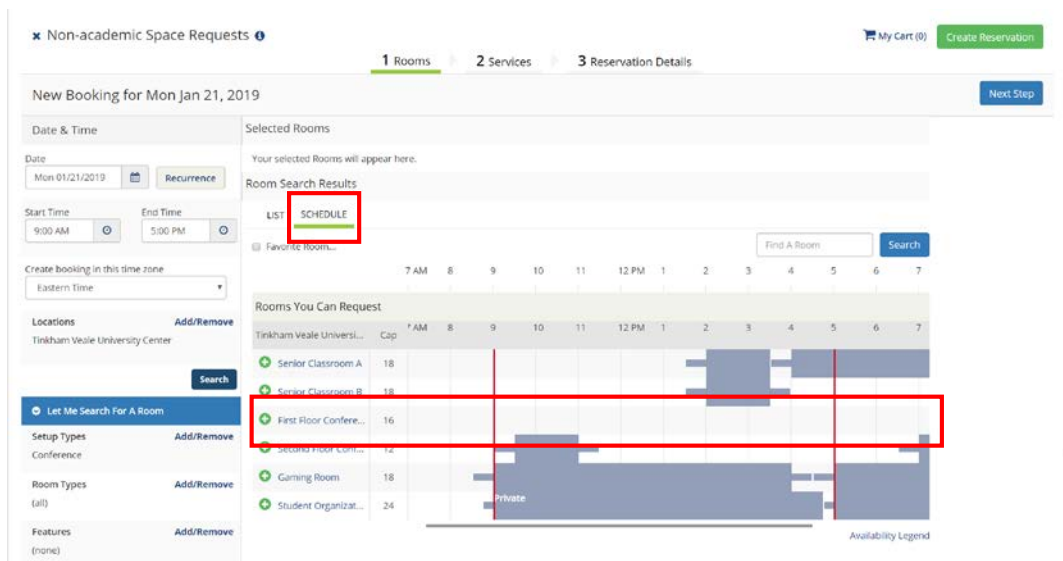 × Non-academic Space Requests
My Cart (0) Create Reservation
1 Rooms 2 Services 3 Reservation Details
New Booking for Mon Jan 21, 2019 Next Step
Date & Time
Date
Mon 01/21/2019 Recurrence
Start Time End Time
9:00 AM 5:00 PM
Create booking in this time zone
Eastern Time
Locations Add/Remove
Tinkham Veale University Center
Search
Let Me Search For A Room
Setup Types Add/Remove
Conference
Room Types Add/Remove
(all)
Features Add/Remove
(none)
Selected Rooms
Your selected Rooms will appear here.
Room Search Results
LIST SCHEDULE
Favorite Room... Find A Room Search
7 AM 8 9 10 11 12 PM 1 2 3 4 5 6 7
Rooms You Can Request
Tinkham Veale Universi... Cap AM 8 9 10 11 12 PM 1 2 3 4 5 6 7
Senior Classroom A 18
Senior Classroom B 18
First Floor Confere... 16
Second Floor Con... 12
Gaming Room 18
Student Organizat... 24
Private
Availability Legend